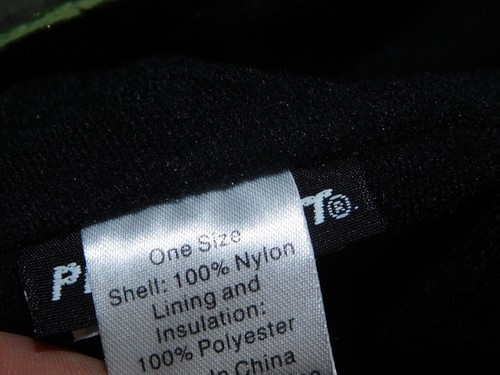 One Size
Shell: 100% Nylon
Lining and
Insulation:
100% Polyester
In China